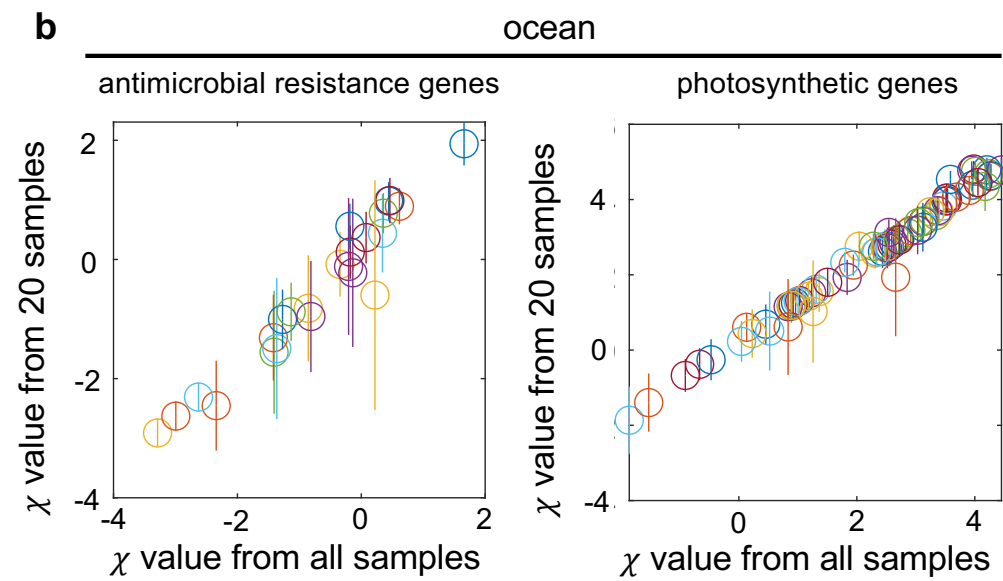 b
ocean
antimicrobial resistance genes
photosynthetic genes
χ value from 20 samples
2
0
-2
-4
-4
-2
0
2
χ value from all samples
χ value from 20 samples
4
2
0
-4
0
2
4
χ value from all samples